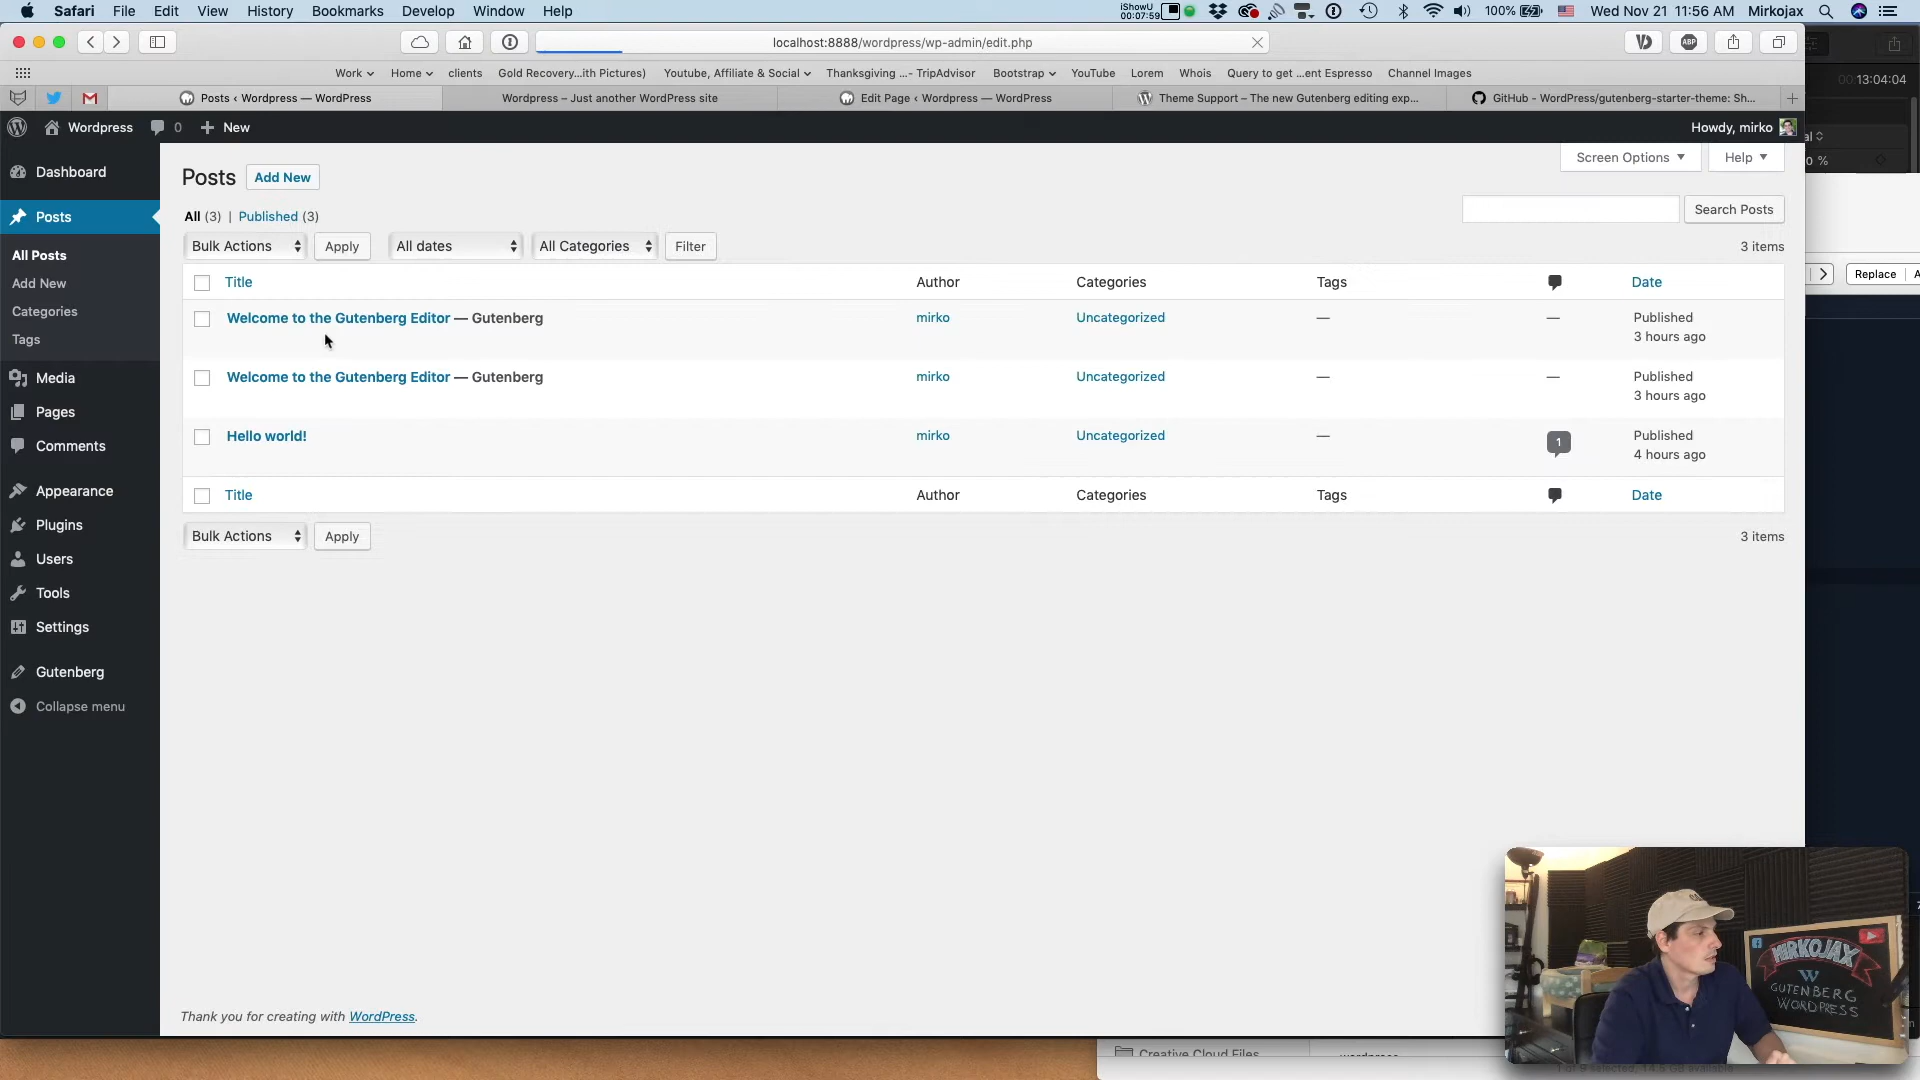 Safari File Edit View History Bookmarks Develop Window Help
iShowU 00:07:59 100% Wed Nov 21 11:56 AM Mirkojax
localhost:8888/wordpress/wp-admin/edit.php
ABP
Work Home clients Gold Recovery...ith Pictures) Youtube, Affiliate & Social Thanksgiving ...- TripAdvisor Bootstrap YouTube Lorem Whois Query to get ...ent Espresso Channel Images
00:13:04:04
Posts ‹ Wordpress — WordPress Wordpress – Just another WordPress site Edit Page ‹ Wordpress — WordPress Theme Support – The new Gutenberg editing exp... GitHub - WordPress/gutenberg-starter-theme: Sh...
Wordpress 0 New Howdy, mirko
Dashboard
Posts
All Posts
Add New
Categories
Tags
Media
Pages
Comments
Appearance
Plugins
Users
Tools
Settings
Gutenberg
Collapse menu
Screen Options Help
Posts Add New
All (3) | Published (3)
Search Posts
Bulk Actions Apply All dates All Categories Filter 3 items
Title Author Categories Tags Date
Welcome to the Gutenberg Editor — Gutenberg mirko Uncategorized — — Published
3 hours ago
Welcome to the Gutenberg Editor — Gutenberg mirko Uncategorized — — Published
3 hours ago
Hello world! mirko Uncategorized — 1 Published
4 hours ago
Title Author Categories Tags Date
Bulk Actions Apply 3 items
Thank you for creating with WordPress.
0 %
Replace
Creative Cloud Files
MIRKOJAX
W
GUTENBERG
WORDPRESS